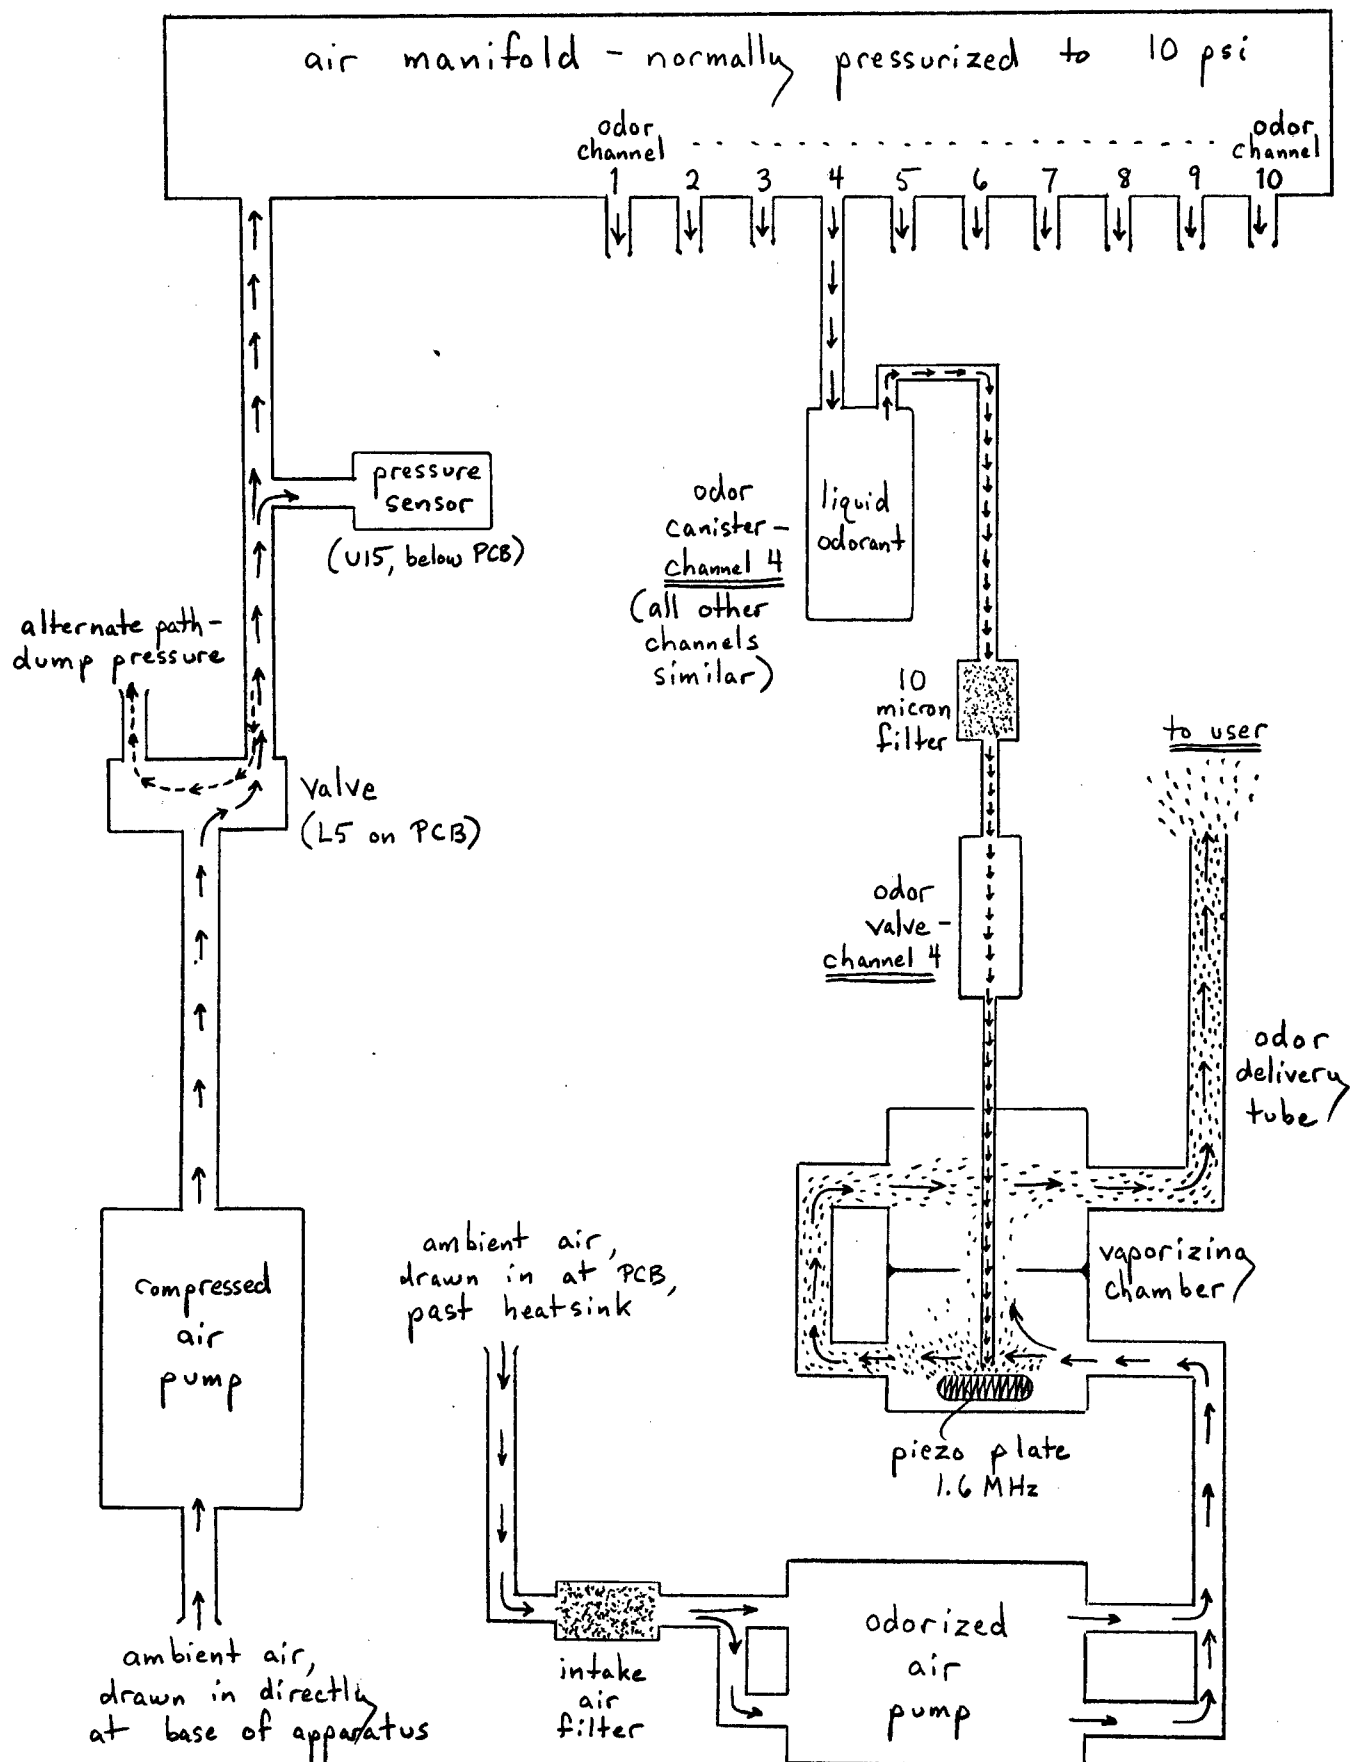 air manifold - normally pressurized to 10 psi
odor channel . . . . . . . . . . . . . . . . odor channel
1 2 3 4 5 6 7 8 9 10
pressure
sensor
(U15, below PCB)
odor
canister -
channel 4
(all other
channels
similar)
liquid
odorant
alternate path -
dump pressure
10
micron
filter
to user
valve
(L5 on PCB)
odor
valve -
channel 4
odor
delivery
tube
ambient air,
drawn in at PCB,
past heatsink
vaporizing
chamber
compressed
air
pump
piezo plate
1.6 MHz
ambient air,
drawn in directly
at base of apparatus
intake
air
filter
odorized
air
pump